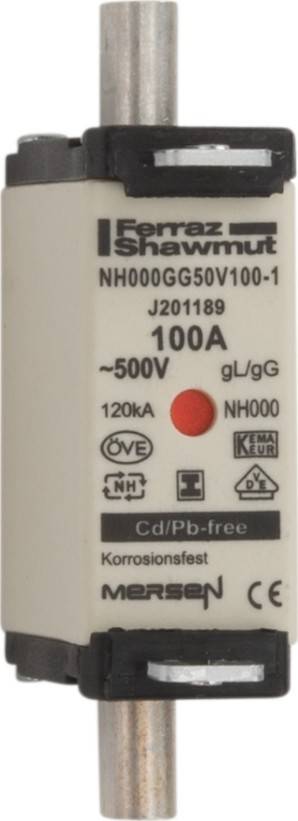 Ferraz
Shawmut
NH000GG50V100-1
J201189
100A
~500V gL/gG
120kA NH000
ÖVE KEMA
KEUR
NH VDE
Cd/Pb-free
Korrosionsfest
MERSEN CE